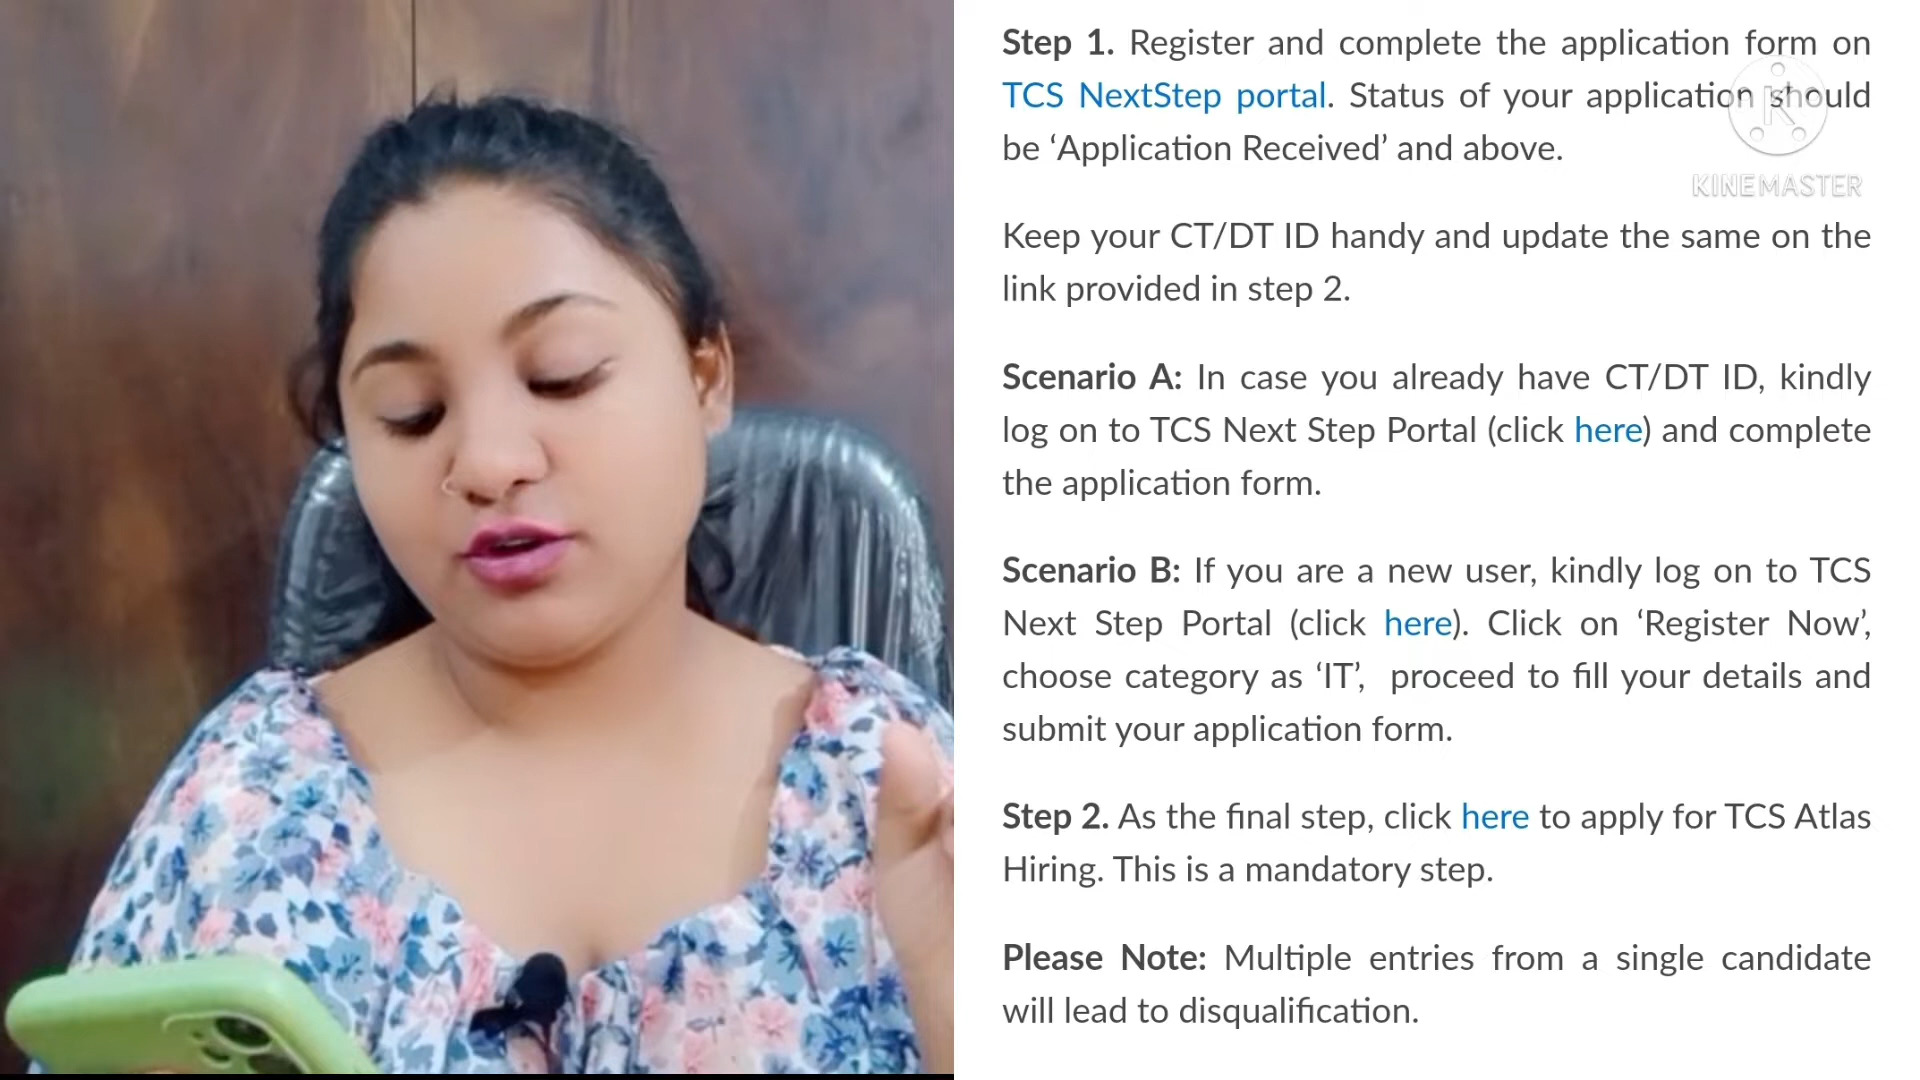 Step 1. Register and complete the application form on
TCS NextStep portal. Status of your application should
be ‘Application Received’ and above.
KINEMASTER
Keep your CT/DT ID handy and update the same on the
link provided in step 2.
Scenario A: In case you already have CT/DT ID, kindly
log on to TCS Next Step Portal (click here) and complete
the application form.
Scenario B: If you are a new user, kindly log on to TCS
Next Step Portal (click here). Click on ‘Register Now’,
choose category as ‘IT’, proceed to fill your details and
submit your application form.
Step 2. As the final step, click here to apply for TCS Atlas
Hiring. This is a mandatory step.
Please Note: Multiple entries from a single candidate
will lead to disqualification.